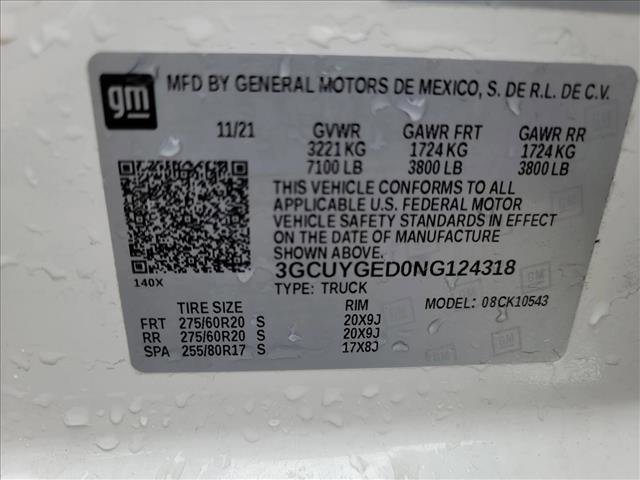 gm
MFD BY GENERAL MOTORS DE MEXICO, S. DE R.L. DE C.V.
11/21 GVWR GAWR FRT GAWR RR
3221 KG 1724 KG 1724 KG
7100 LB 3800 LB 3800 LB
THIS VEHICLE CONFORMS TO ALL
APPLICABLE U.S. FEDERAL MOTOR
VEHICLE SAFETY STANDARDS IN EFFECT
ON THE DATE OF MANUFACTURE
SHOWN ABOVE.
3GCUYGED0NG124318
140X
TYPE: TRUCK
TIRE SIZE RIM MODEL: 08CK10543
FRT 275/60R20 S 20X9J
RR 275/60R20 S 20X9J
SPA 255/80R17 S 17X8J